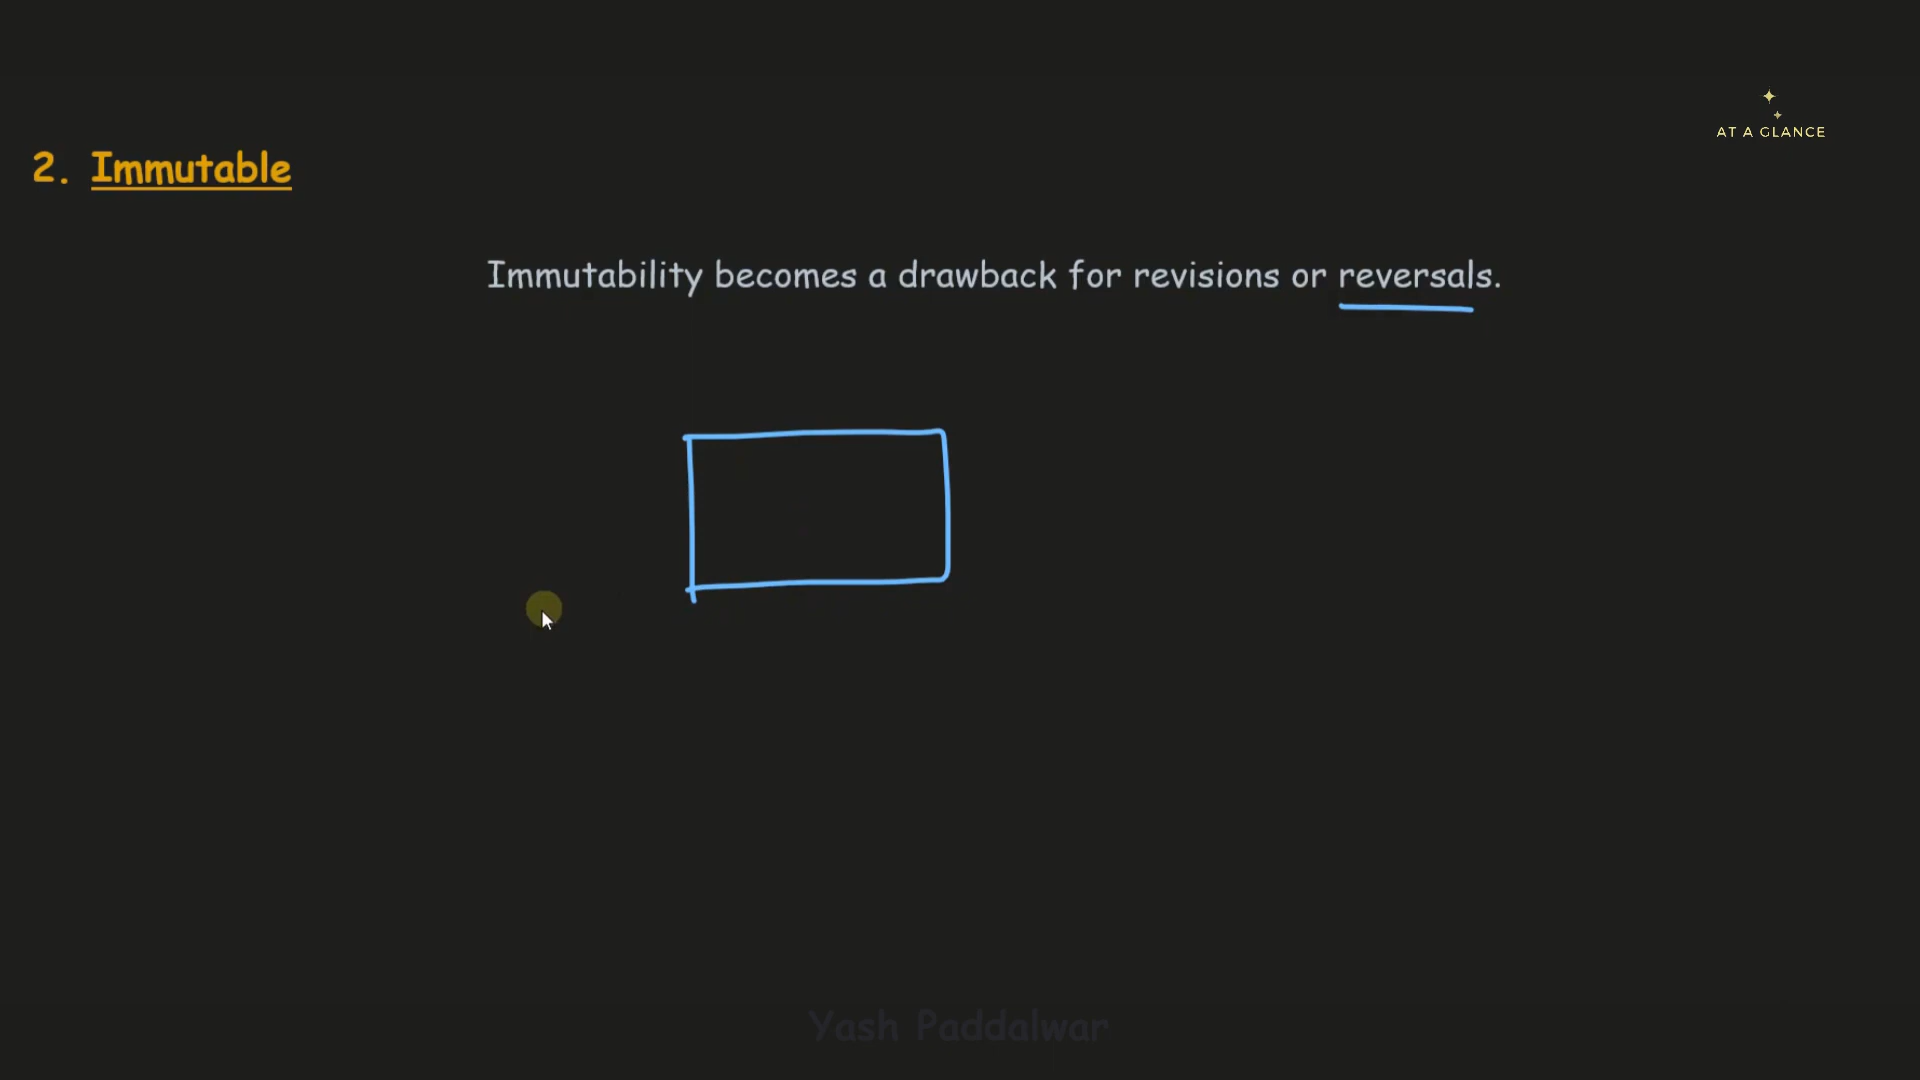 AT A GLANCE
2. Immutable
Immutability becomes a drawback for revisions or reversals.
Yash Paddalwar